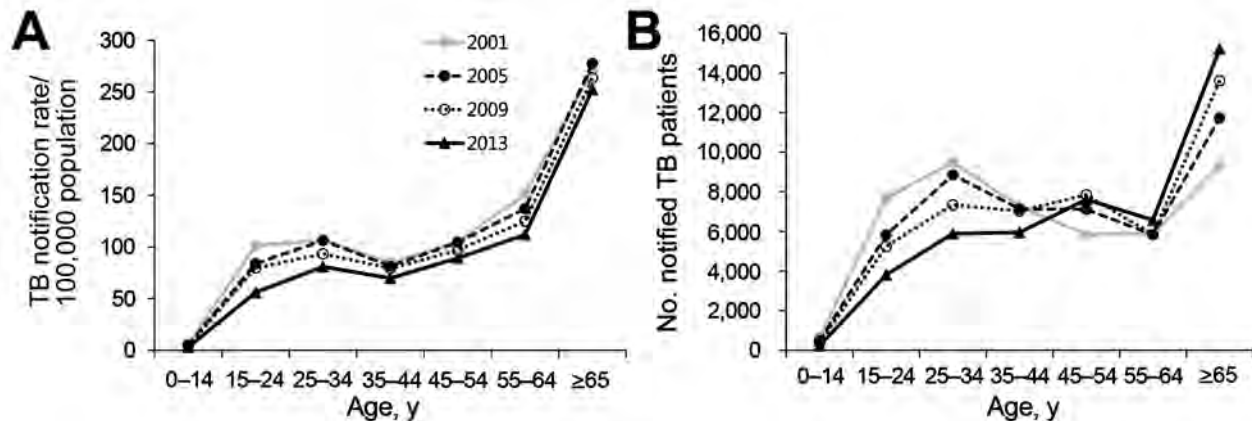 A
TB notification rate/
100,000 population
300
250
200
150
100
50
0
2001
2005
2009
2013
0–14 15–24 25–34 35–44 45–54 55–64 ≥65
Age, y
B
No. notified TB patients
16,000
14,000
12,000
10,000
8,000
6,000
4,000
2,000
0
0–14 15–24 25–34 35–44 45–54 55–64 ≥65
Age, y